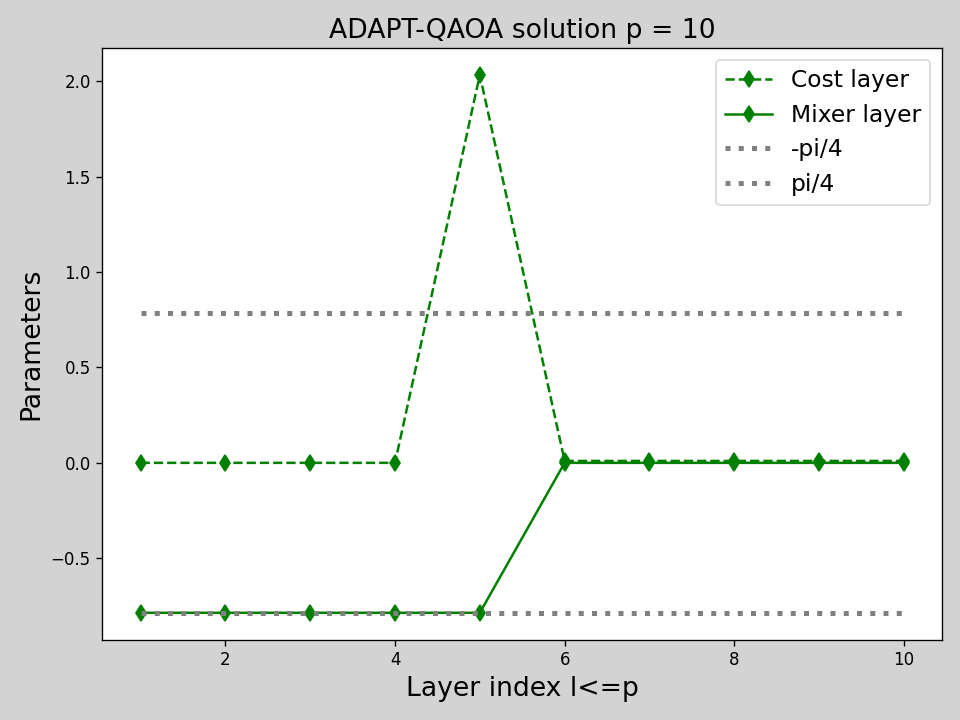 ADAPT-QAOA solution p = 10
Cost layer
Mixer layer
-pi/4
pi/4
2.0
1.5
1.0
0.5
0.0
−0.5
Parameters
2 4 6 8 10
Layer index l<=p